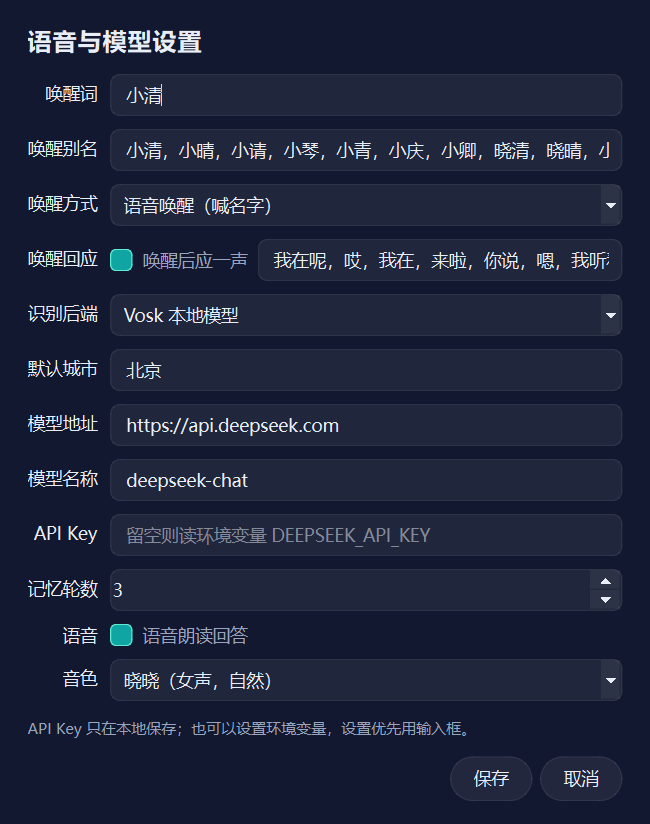 语音与模型设置
唤醒词 小清
唤醒别名 小清，小晴，小请，小琴，小青，小庆，小卿，晓清，晓晴，小
唤醒方式 语音唤醒（喊名字）
唤醒回应 唤醒后应一声 我在呢，哎，我在，来啦，你说，嗯，我听
识别后端 Vosk 本地模型
默认城市 北京
模型地址 https://api.deepseek.com
模型名称 deepseek-chat
API Key 留空则读环境变量 DEEPSEEK_API_KEY
记忆轮数 3
语音 语音朗读回答
音色 晓晓（女声，自然）
API Key 只在本地保存；也可以设置环境变量，设置优先用输入框。
保存 取消